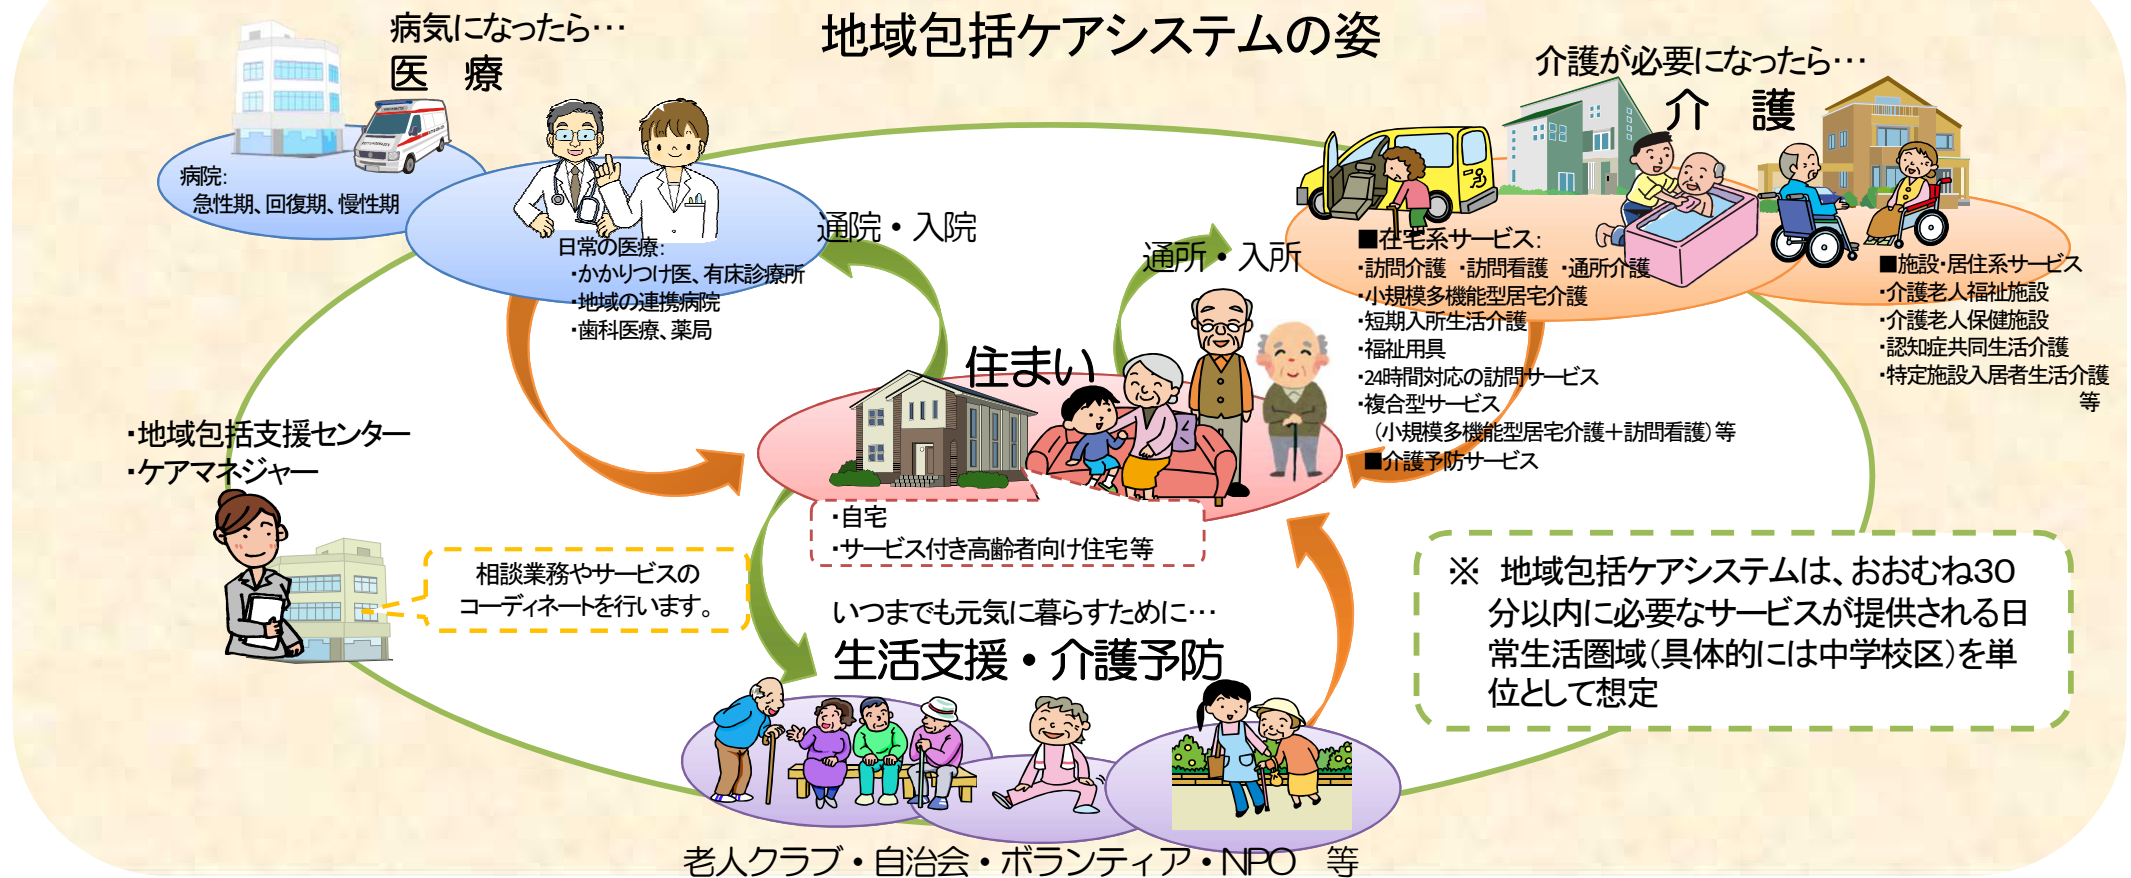 地域包括ケアシステムの姿
病気になったら…
医　療
病院:
急性期、回復期、慢性期
日常の医療:
・かかりつけ医、有床診療所
・地域の連携病院
・歯科医療、薬局
通院・入院
通所・入所
介護が必要になったら…
介　護
■在宅系サービス:
・訪問介護 ・訪問看護 ・通所介護
・小規模多機能型居宅介護
・短期入所生活介護
・福祉用具
・24時間対応の訪問サービス
・複合型サービス
（小規模多機能型居宅介護＋訪問看護）等
■介護予防サービス
■施設・居住系サービス
・介護老人福祉施設
・介護老人保健施設
・認知症共同生活介護
・特定施設入居者生活介護
等
住まい
・自宅
・サービス付き高齢者向け住宅等
・地域包括支援センター
・ケアマネジャー
相談業務やサービスの
コーディネートを行います。
いつまでも元気に暮らすために…
生活支援・介護予防
老人クラブ・自治会・ボランティア・NPO　等
※　地域包括ケアシステムは、おおむね30
分以内に必要なサービスが提供される日
常生活圏域（具体的には中学校区）を単
位として想定